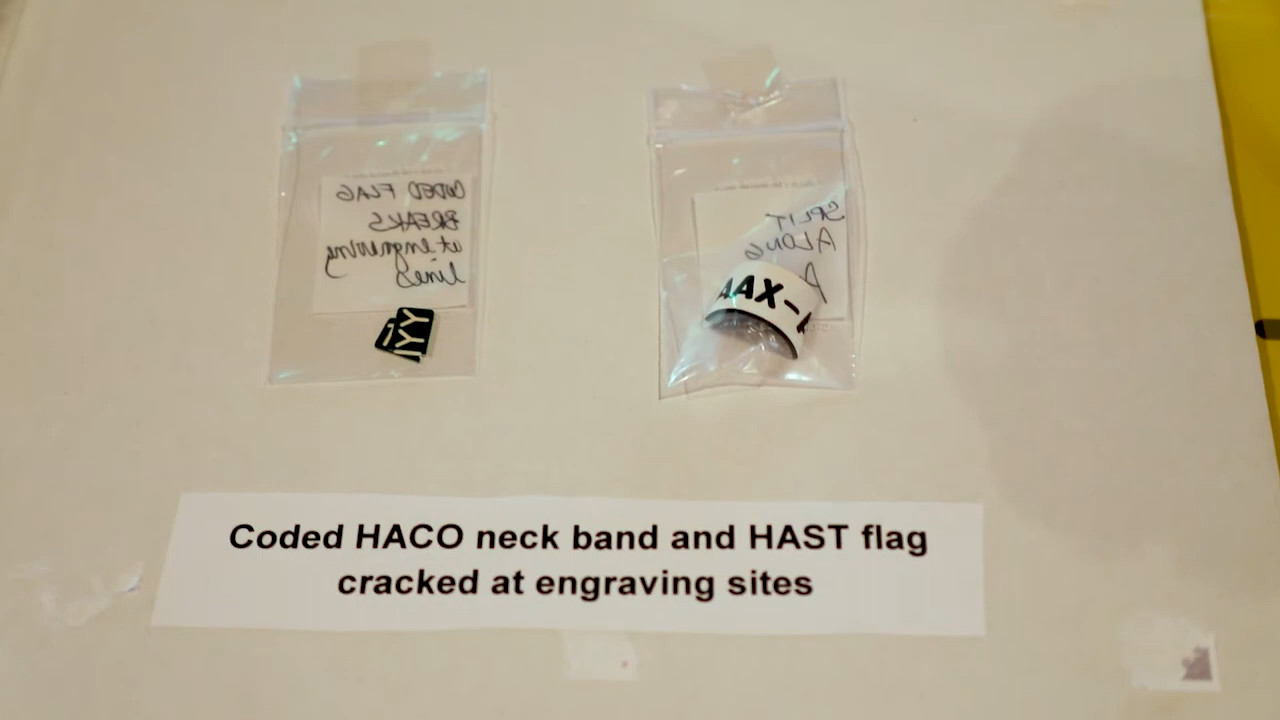 CODED FLAG
BREAKS
at engraving
lines
YY
SPLIT
ALONG
A
AAX-
Coded HACO neck band and HAST flag
cracked at engraving sites